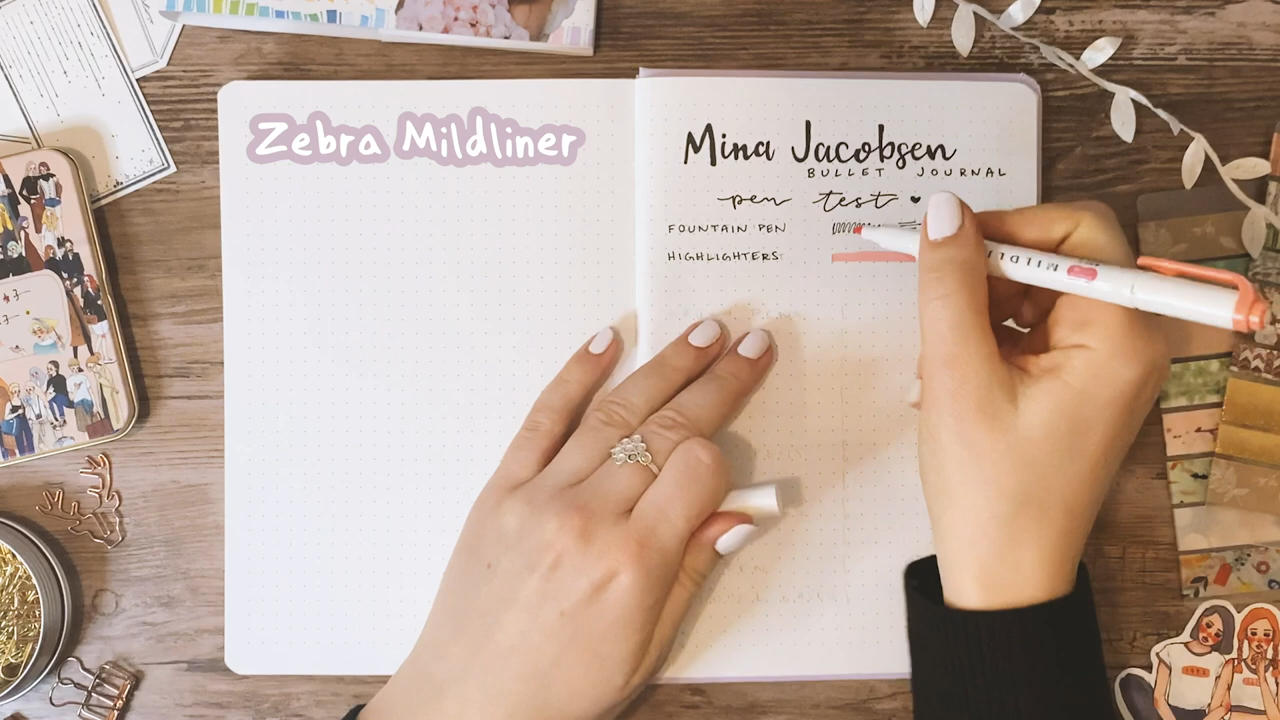 Zebra Mildliner
Mina Jacobsen
BULLET JOURNAL
pen test
FOUNTAIN PEN
HIGHLIGHTERS